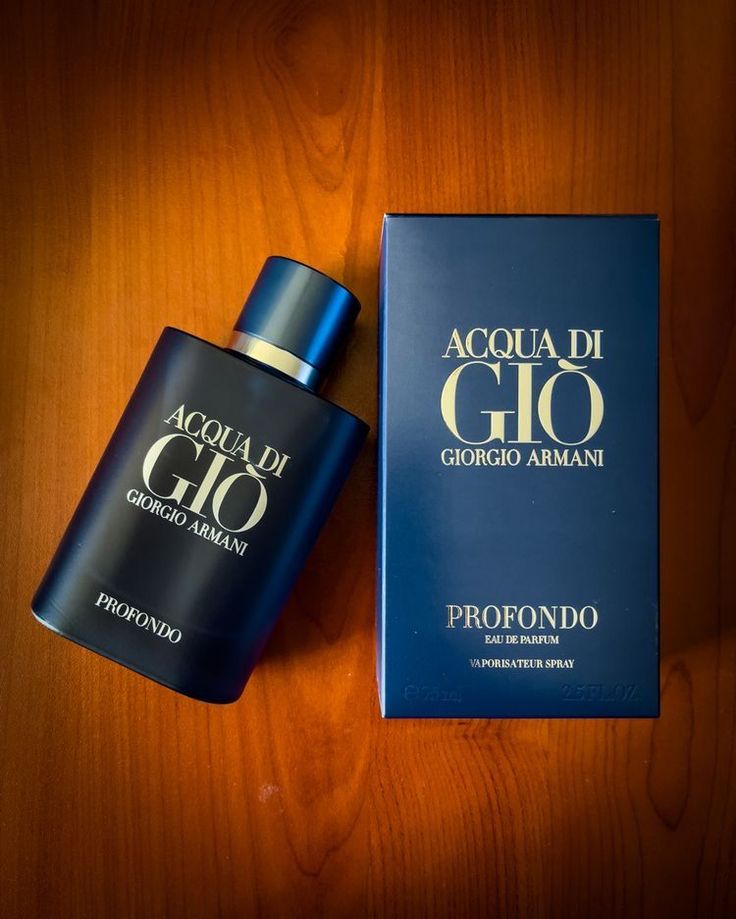 ACQUA DI
GIÒ
GIORGIO ARMANI
PROFONDO
ACQUA DI
GIÒ
GIORGIO ARMANI
PROFONDO
EAU DE PARFUM
VAPORISATEUR SPRAY
2.5 FL.OZ